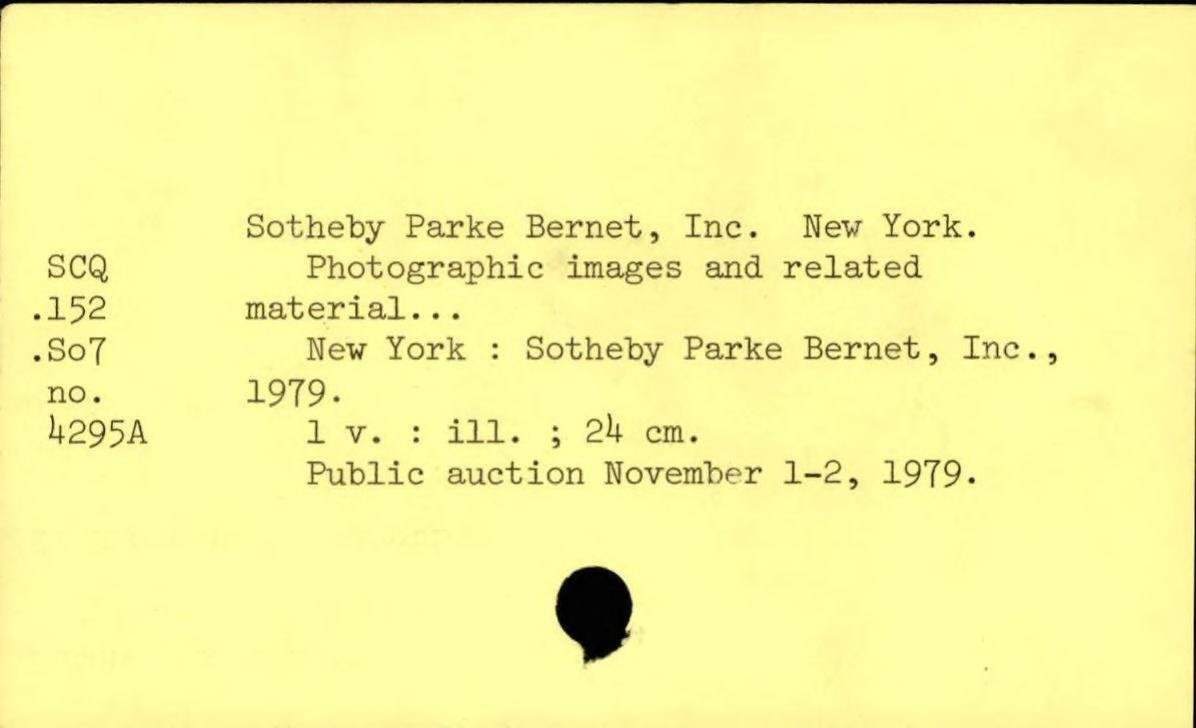 Sotheby Parke Bernet, Inc. New York.
SCQ Photographic images and related
.152 material...
.So7 New York : Sotheby Parke Bernet, Inc.,
no. 1979.
4295A 1 v. : ill. ; 24 cm.
Public auction November 1-2, 1979.